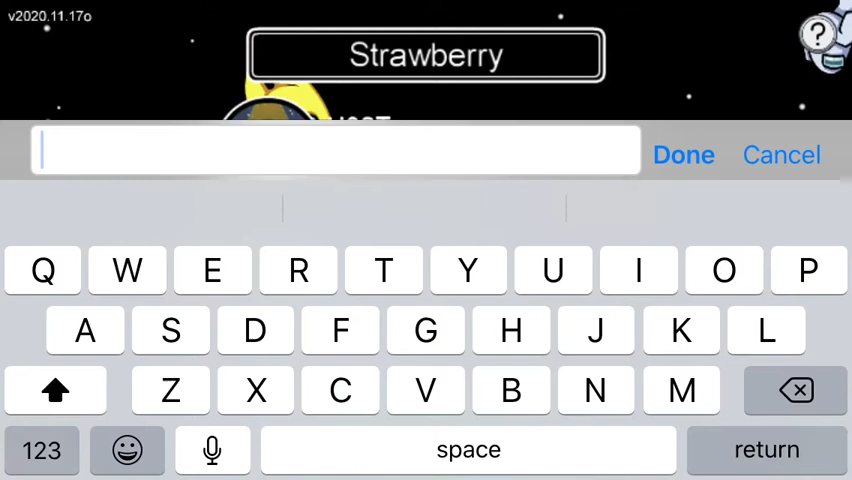 v2020.11.17o
Strawberry
?
Done Cancel
Q W E R T Y U I O P
A S D F G H J K L
Z X C V B N M
123 space return